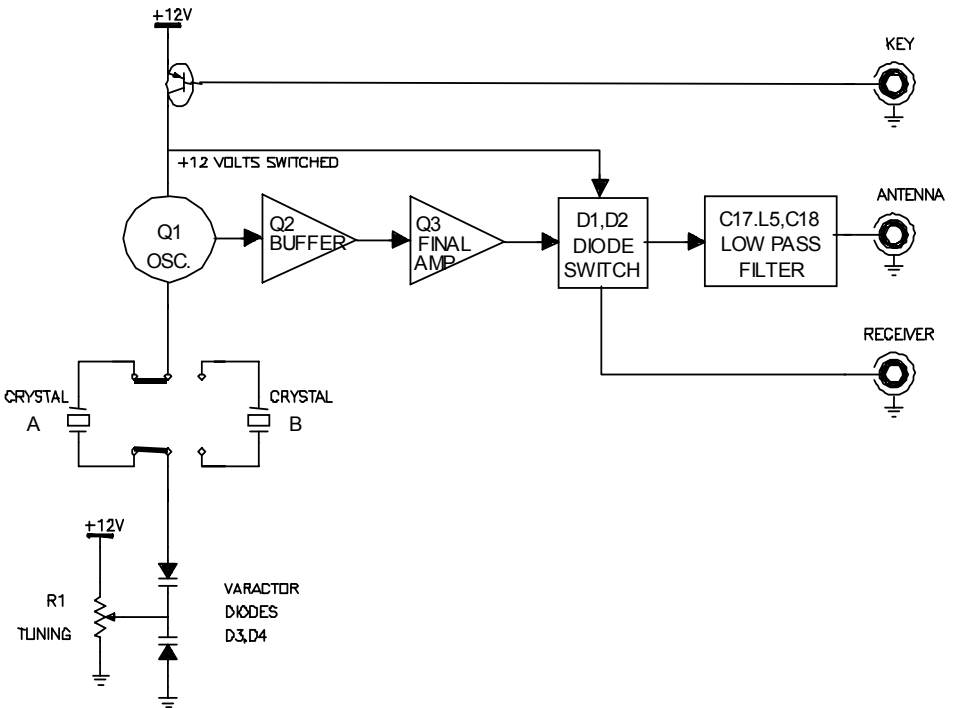 +12V
KEY
+12 VOLTS SWITCHED
ANTENNA
Q1
OSC.
Q2
BUFFER
Q3
FINAL
AMP
D1,D2
DIODE
SWITCH
C17.L5,C18
LOW PASS
FILTER
RECEIVER
CRYSTAL
A
CRYSTAL
B
+12V
R1
TUNING
VARACTOR
DIODES
D3,D4